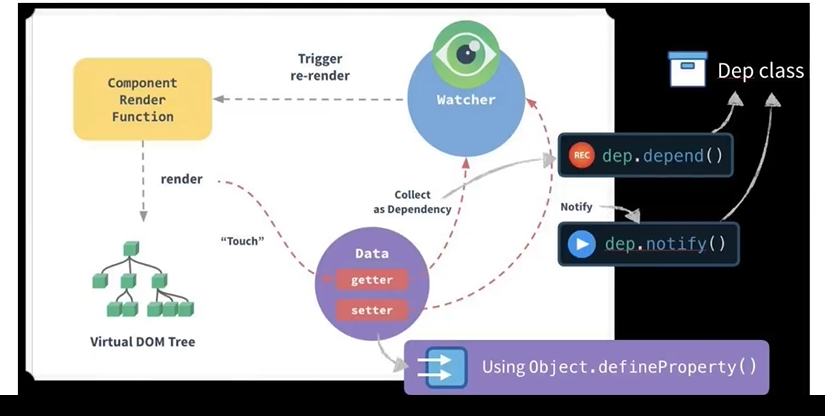 Trigger
re-render
Component
Render
Function
Watcher
Dep class
REC dep.depend()
render
Collect
as Dependency
Notify
"Touch"
dep.notify()
Data
getter
setter
Virtual DOM Tree
Using Object.defineProperty()